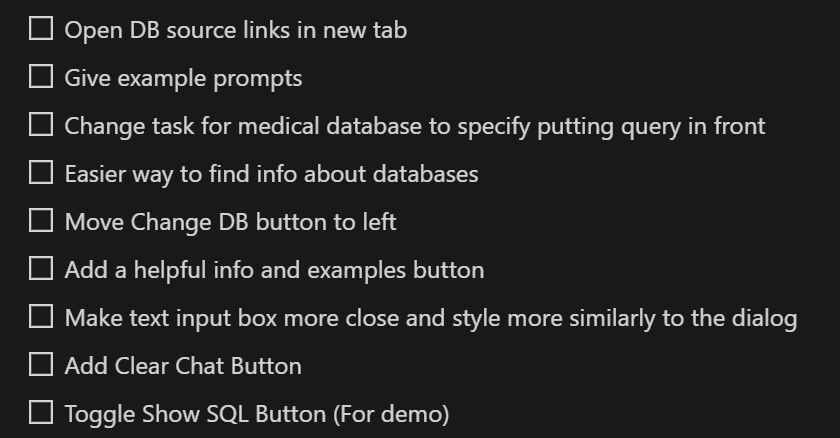 Open DB source links in new tab
Give example prompts
Change task for medical database to specify putting query in front
Easier way to find info about databases
Move Change DB button to left
Add a helpful info and examples button
Make text input box more close and style more similarly to the dialog
Add Clear Chat Button
Toggle Show SQL Button (For demo)